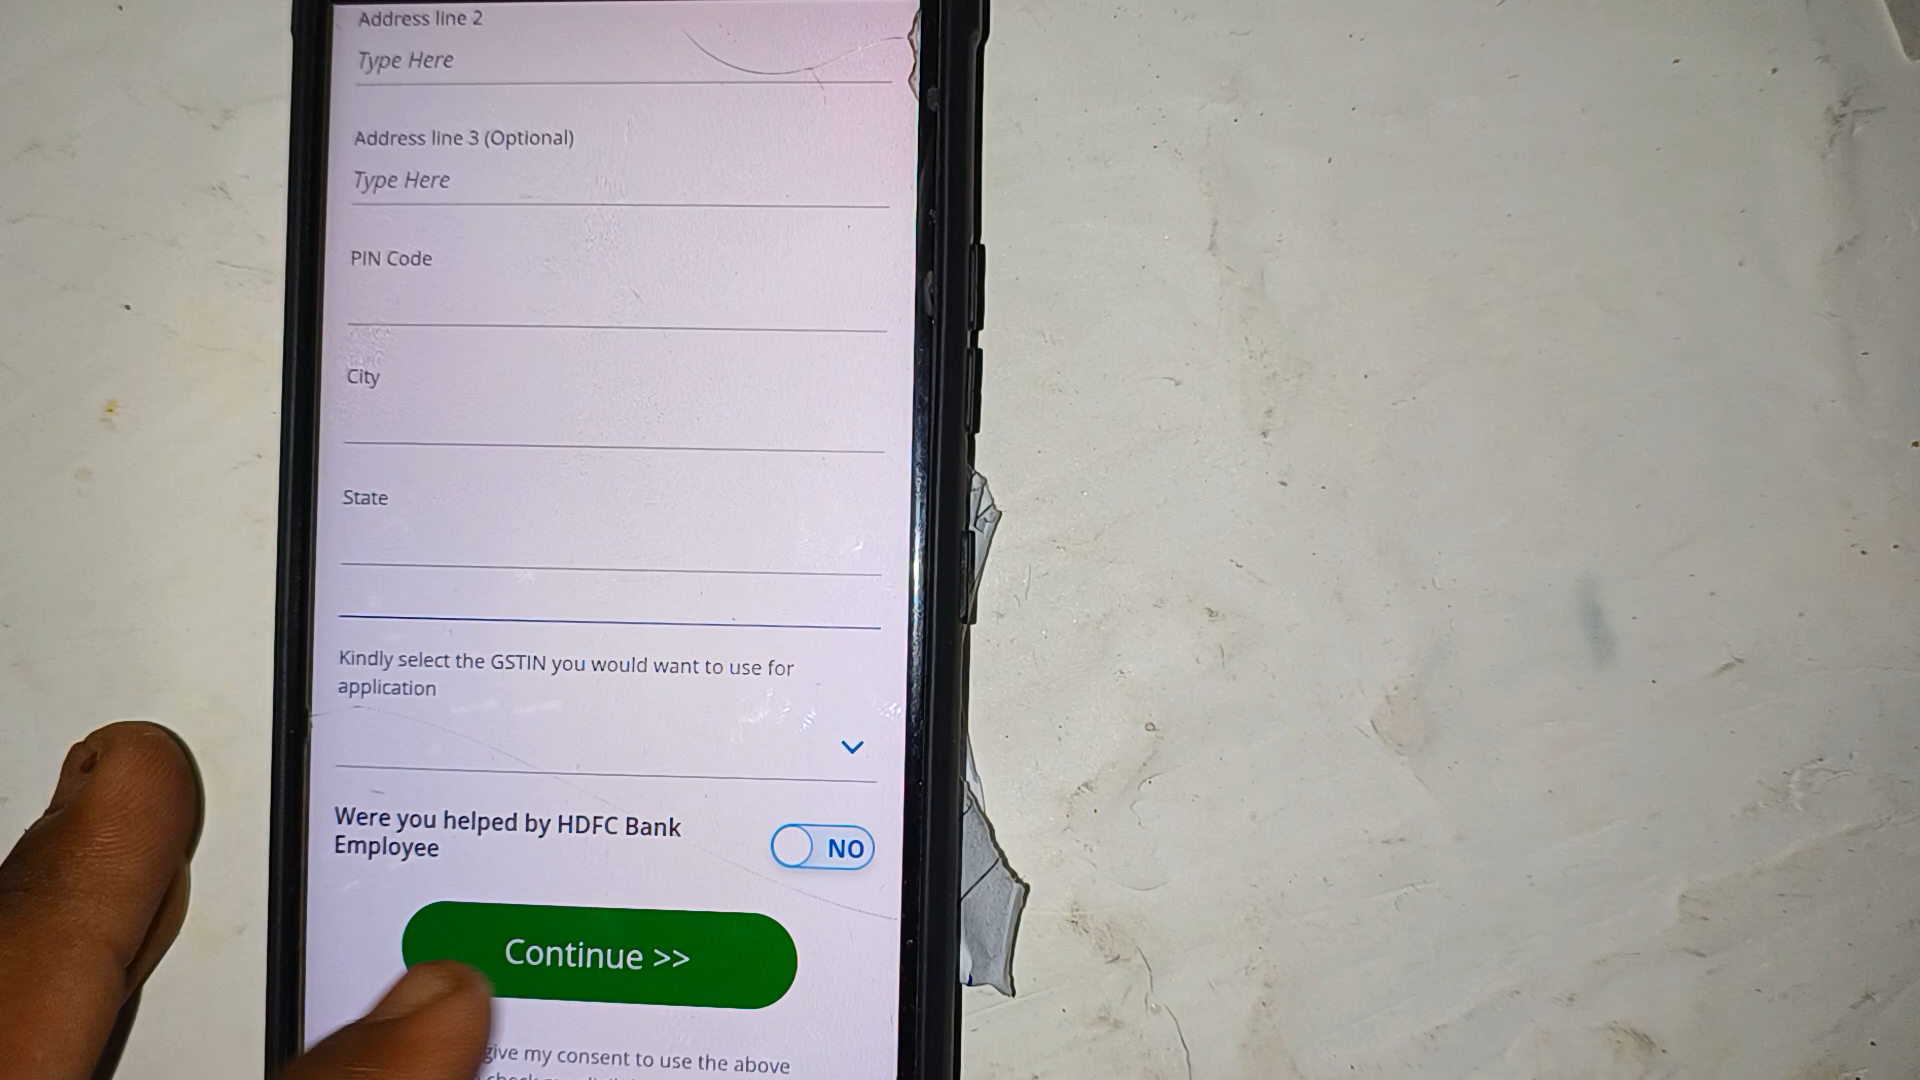 Address line 2
Type Here
Address line 3 (Optional)
Type Here
PIN Code
City
State
Kindly select the GSTIN you would want to use for
application
Were you helped by HDFC Bank
Employee
NO
Continue >>
give my consent to use the above